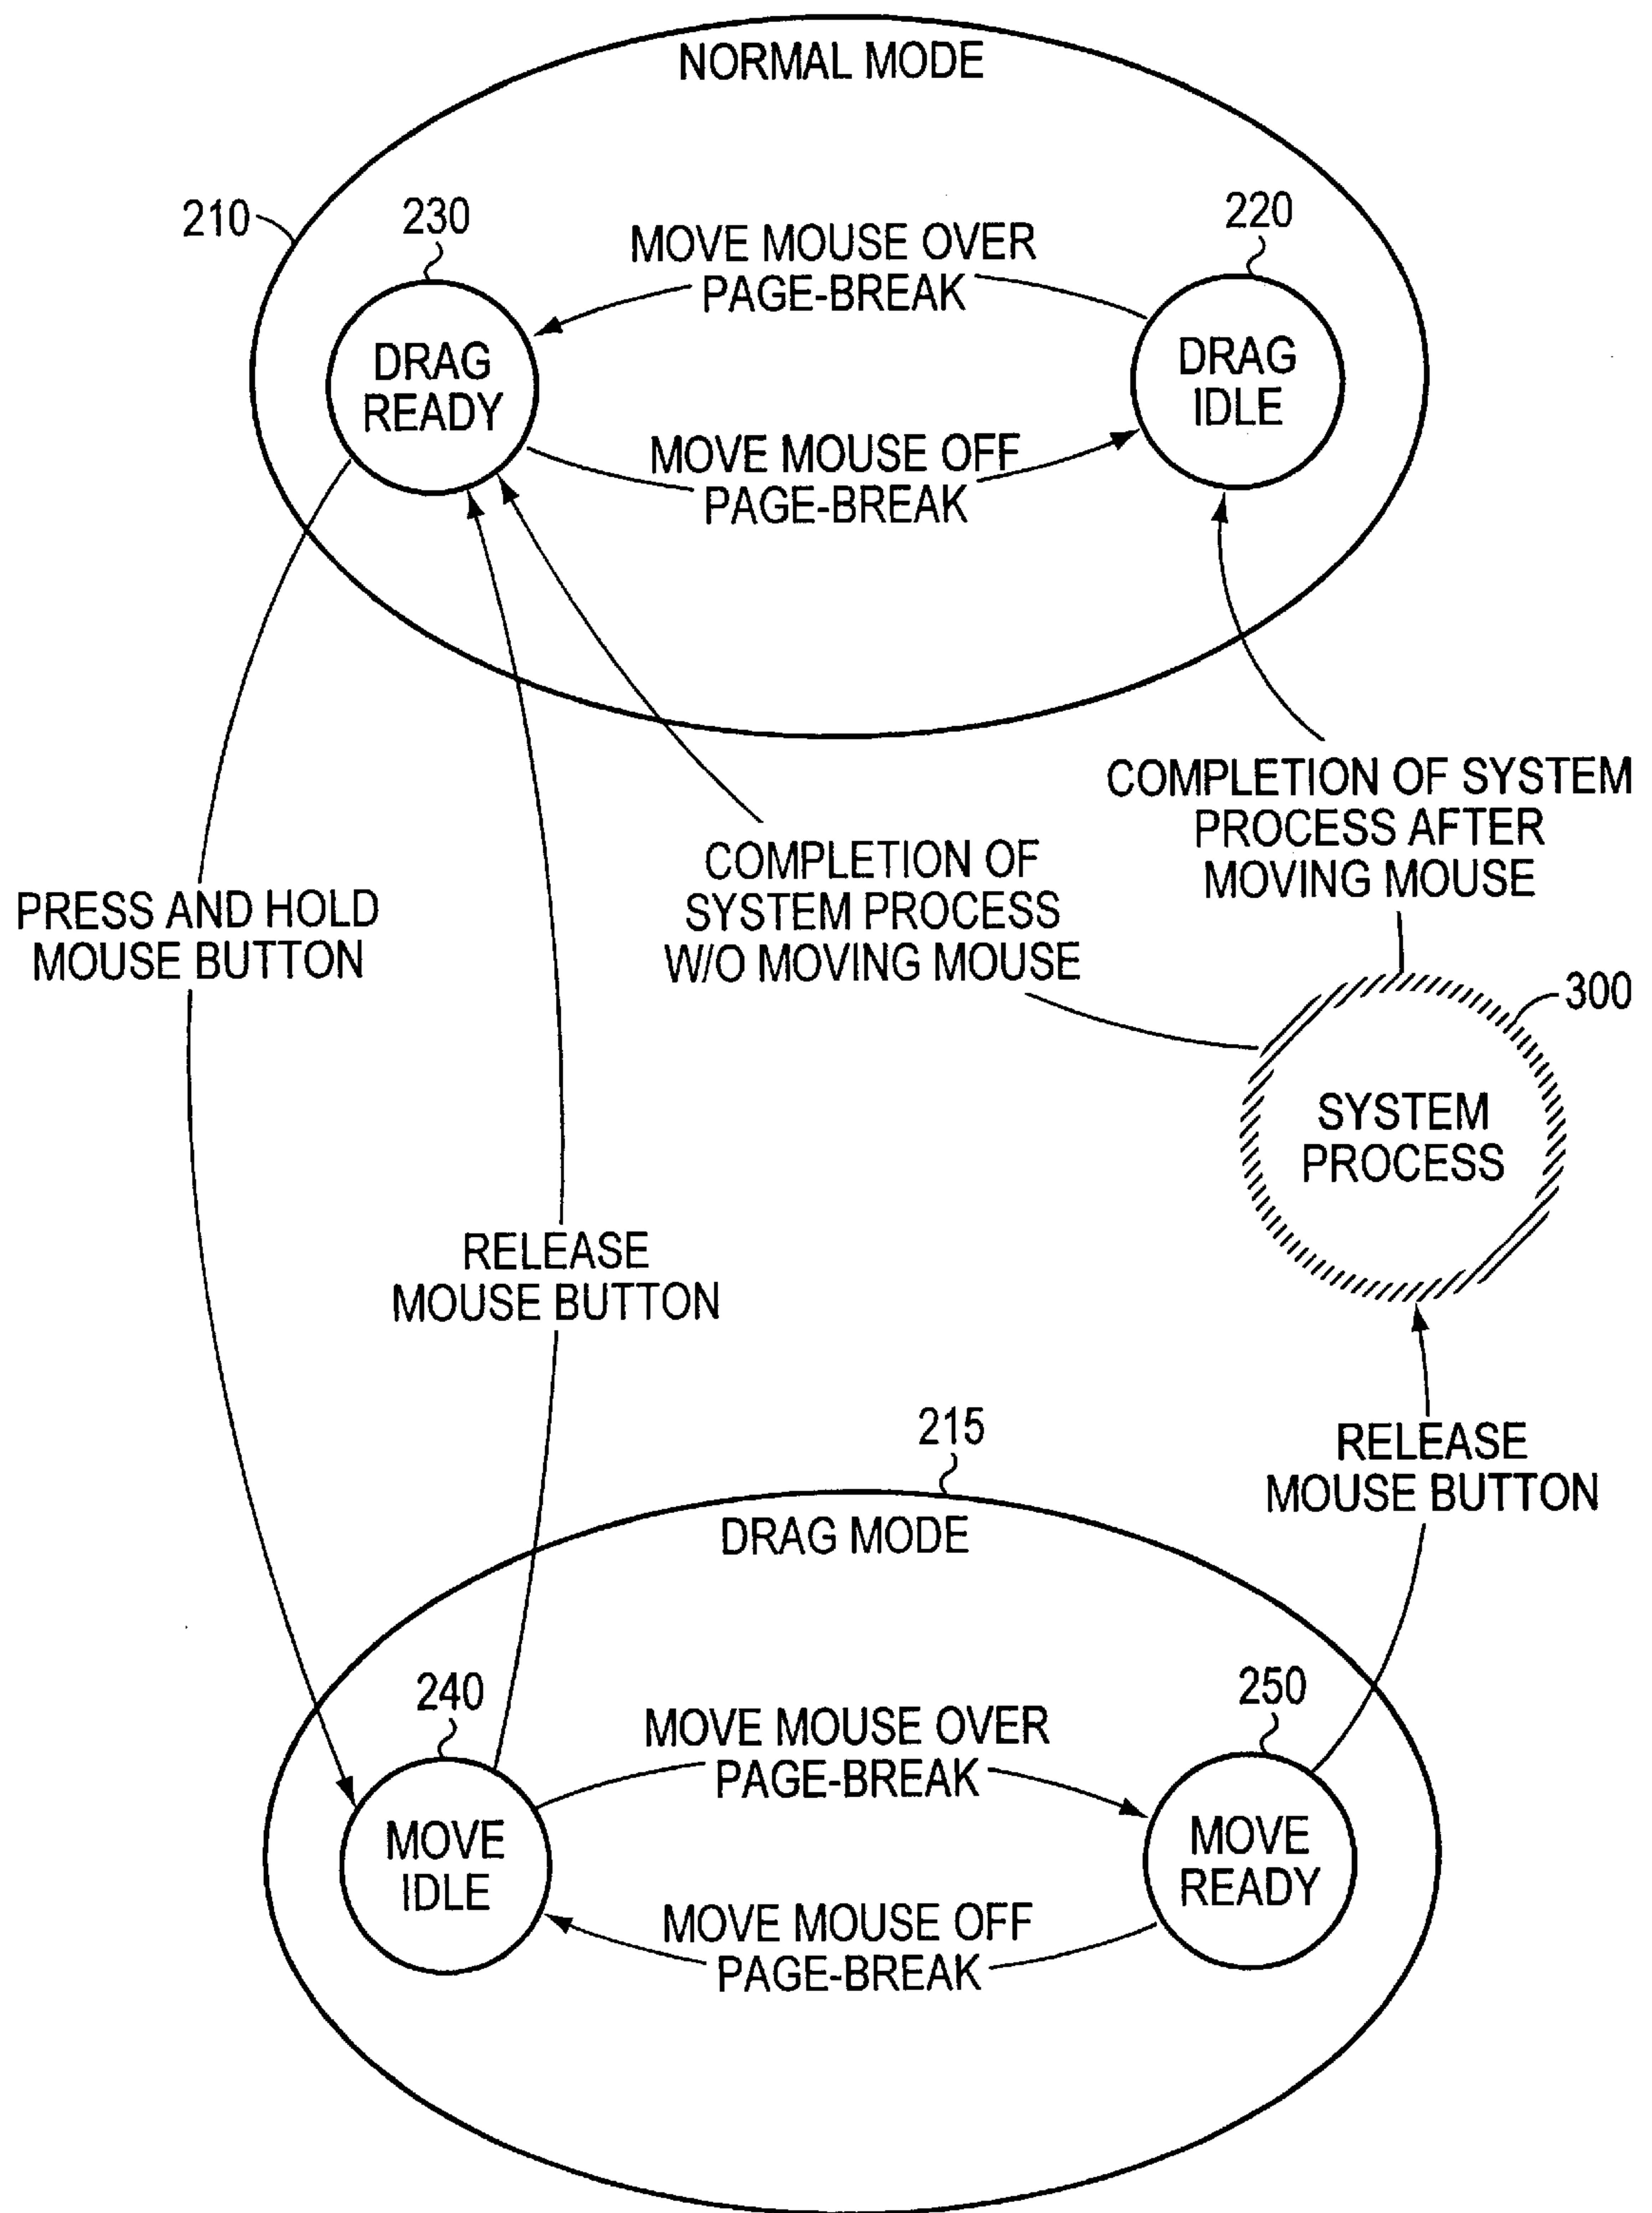 NORMAL MODE
210
230
220
MOVE MOUSE OVER
PAGE-BREAK
DRAG
READY
DRAG
IDLE
MOVE MOUSE OFF
PAGE-BREAK
COMPLETION OF SYSTEM
PROCESS AFTER
MOVING MOUSE
COMPLETION OF
SYSTEM PROCESS
W/O MOVING MOUSE
PRESS AND HOLD
MOUSE BUTTON
300
SYSTEM
PROCESS
RELEASE
MOUSE BUTTON
215
RELEASE
MOUSE BUTTON
DRAG MODE
240
250
MOVE MOUSE OVER
PAGE-BREAK
MOVE
IDLE
MOVE
READY
MOVE MOUSE OFF
PAGE-BREAK